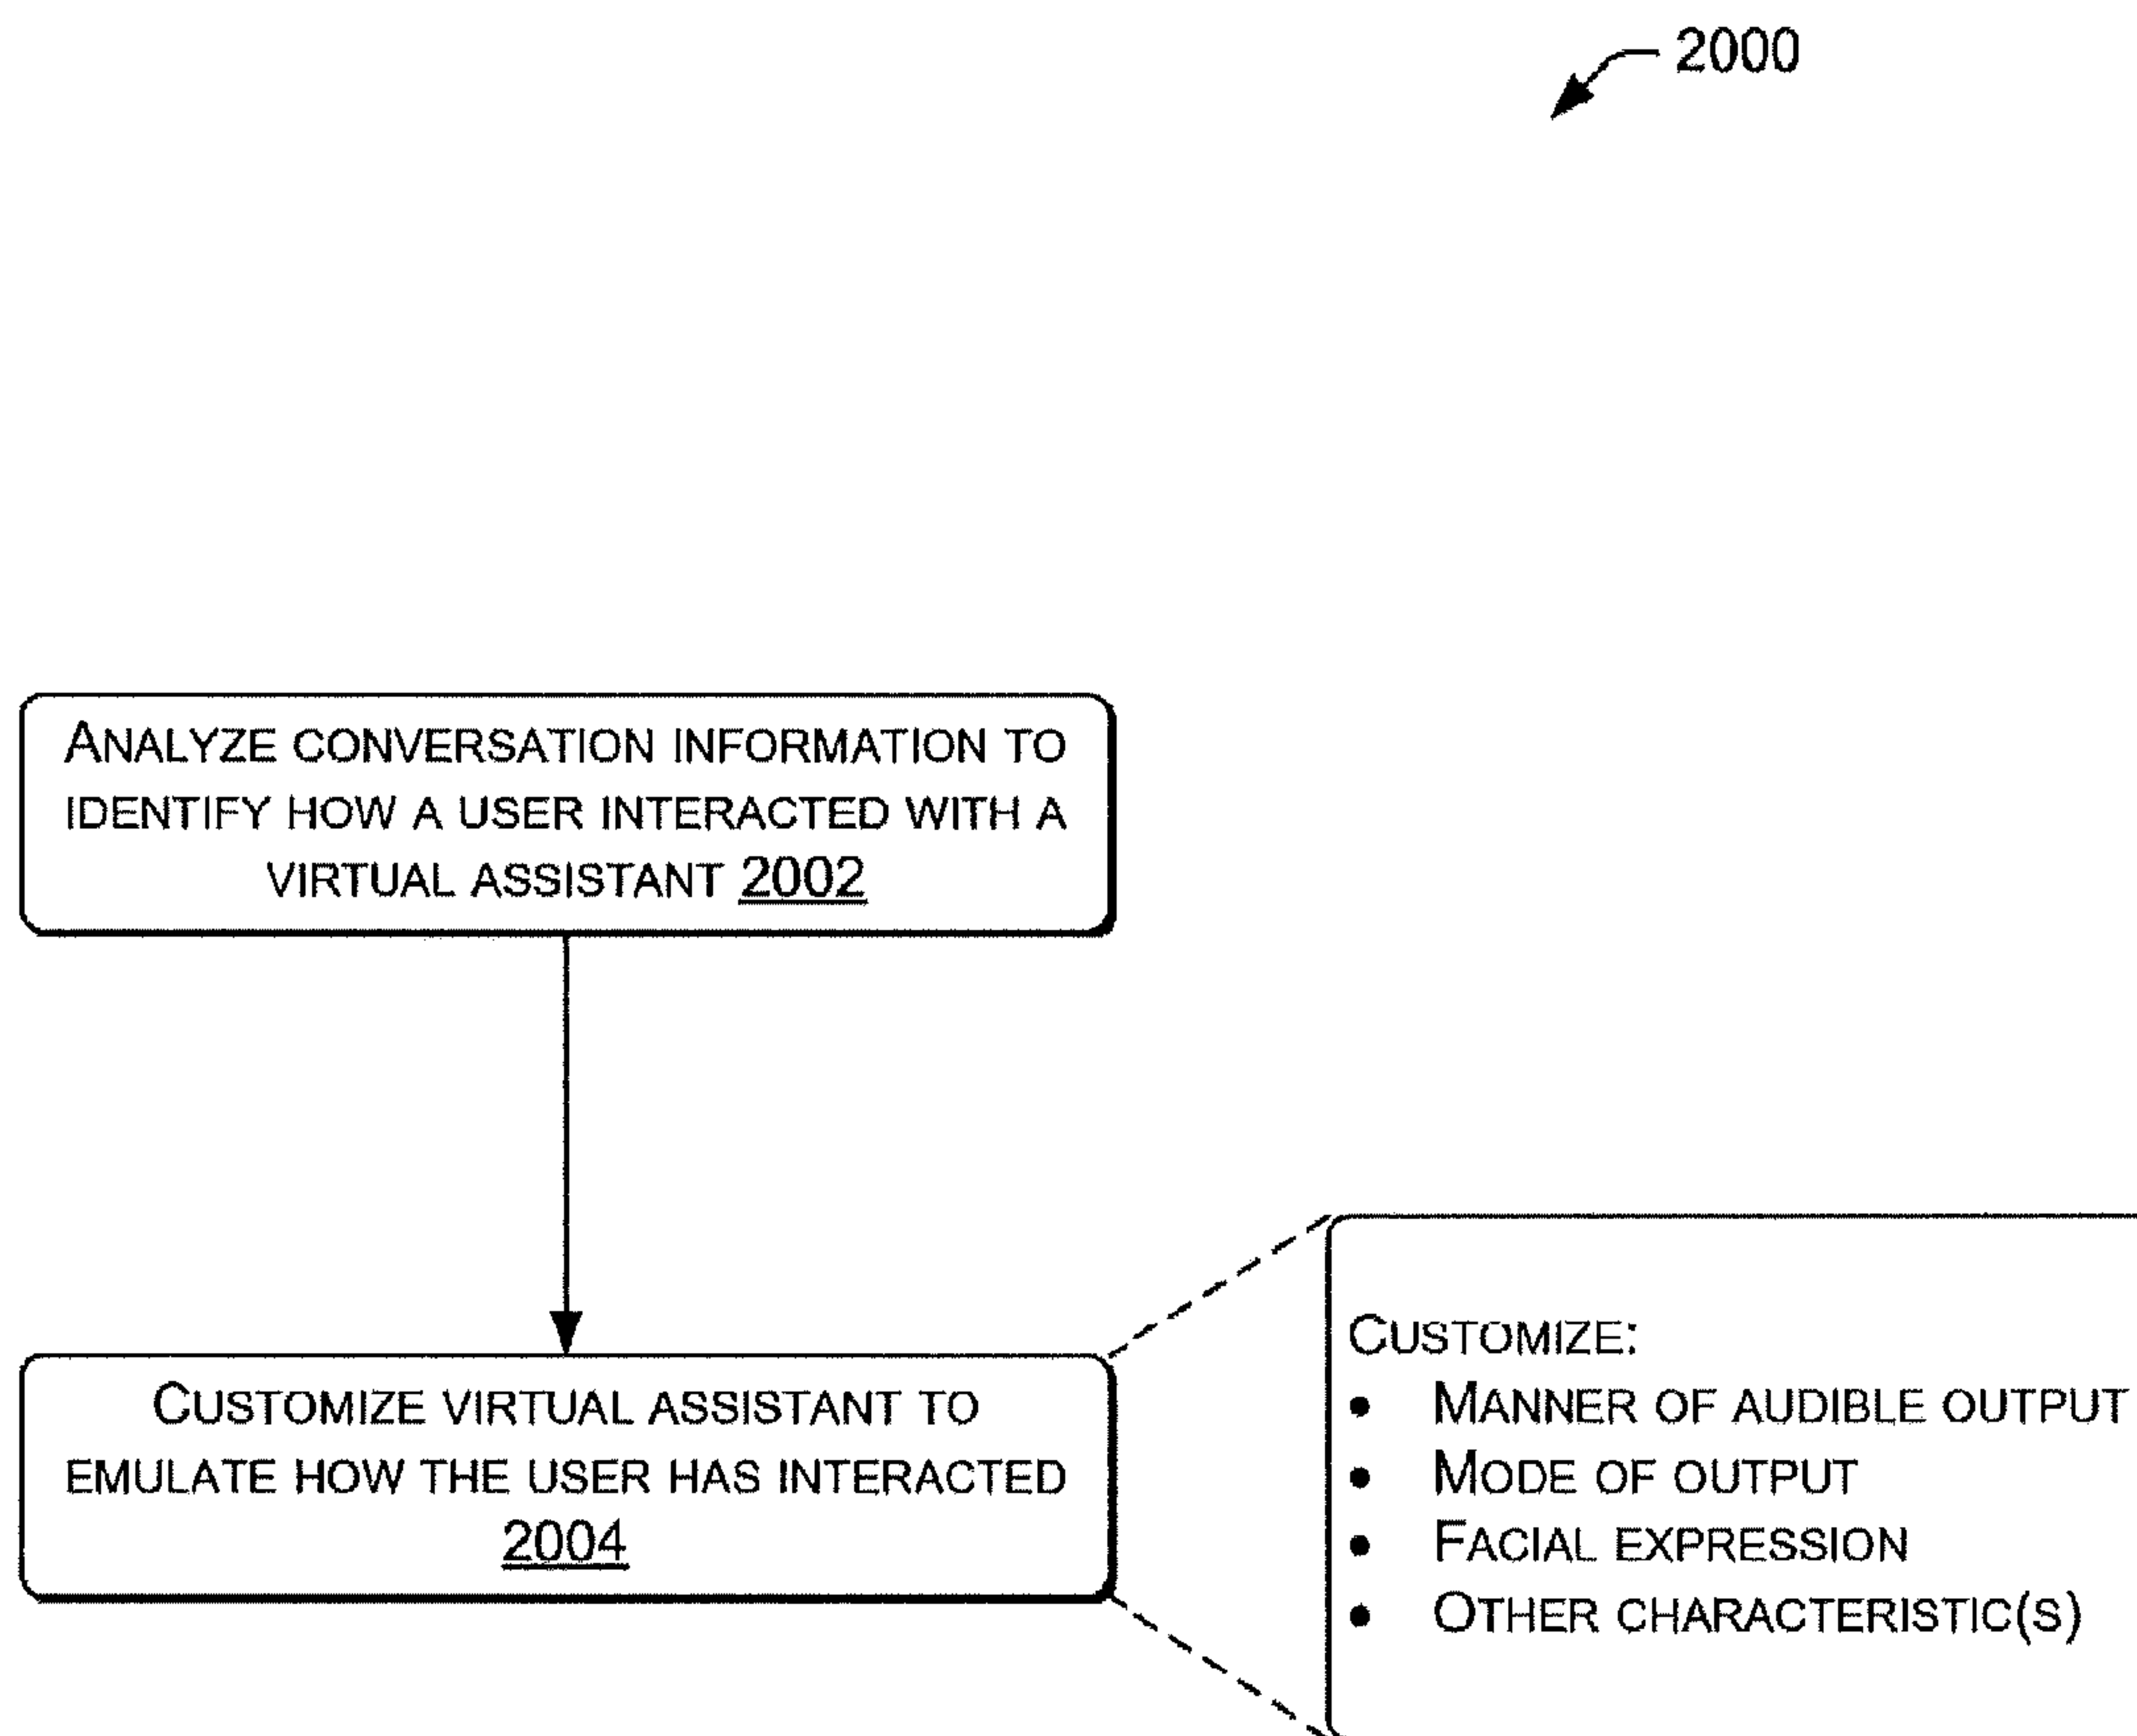 2000
ANALYZE CONVERSATION INFORMATION TO
IDENTIFY HOW A USER INTERACTED WITH A
VIRTUAL ASSISTANT 2002
CUSTOMIZE VIRTUAL ASSISTANT TO
EMULATE HOW THE USER HAS INTERACTED
2004
CUSTOMIZE:
• MANNER OF AUDIBLE OUTPUT
• MODE OF OUTPUT
• FACIAL EXPRESSION
• OTHER CHARACTERISTIC(S)